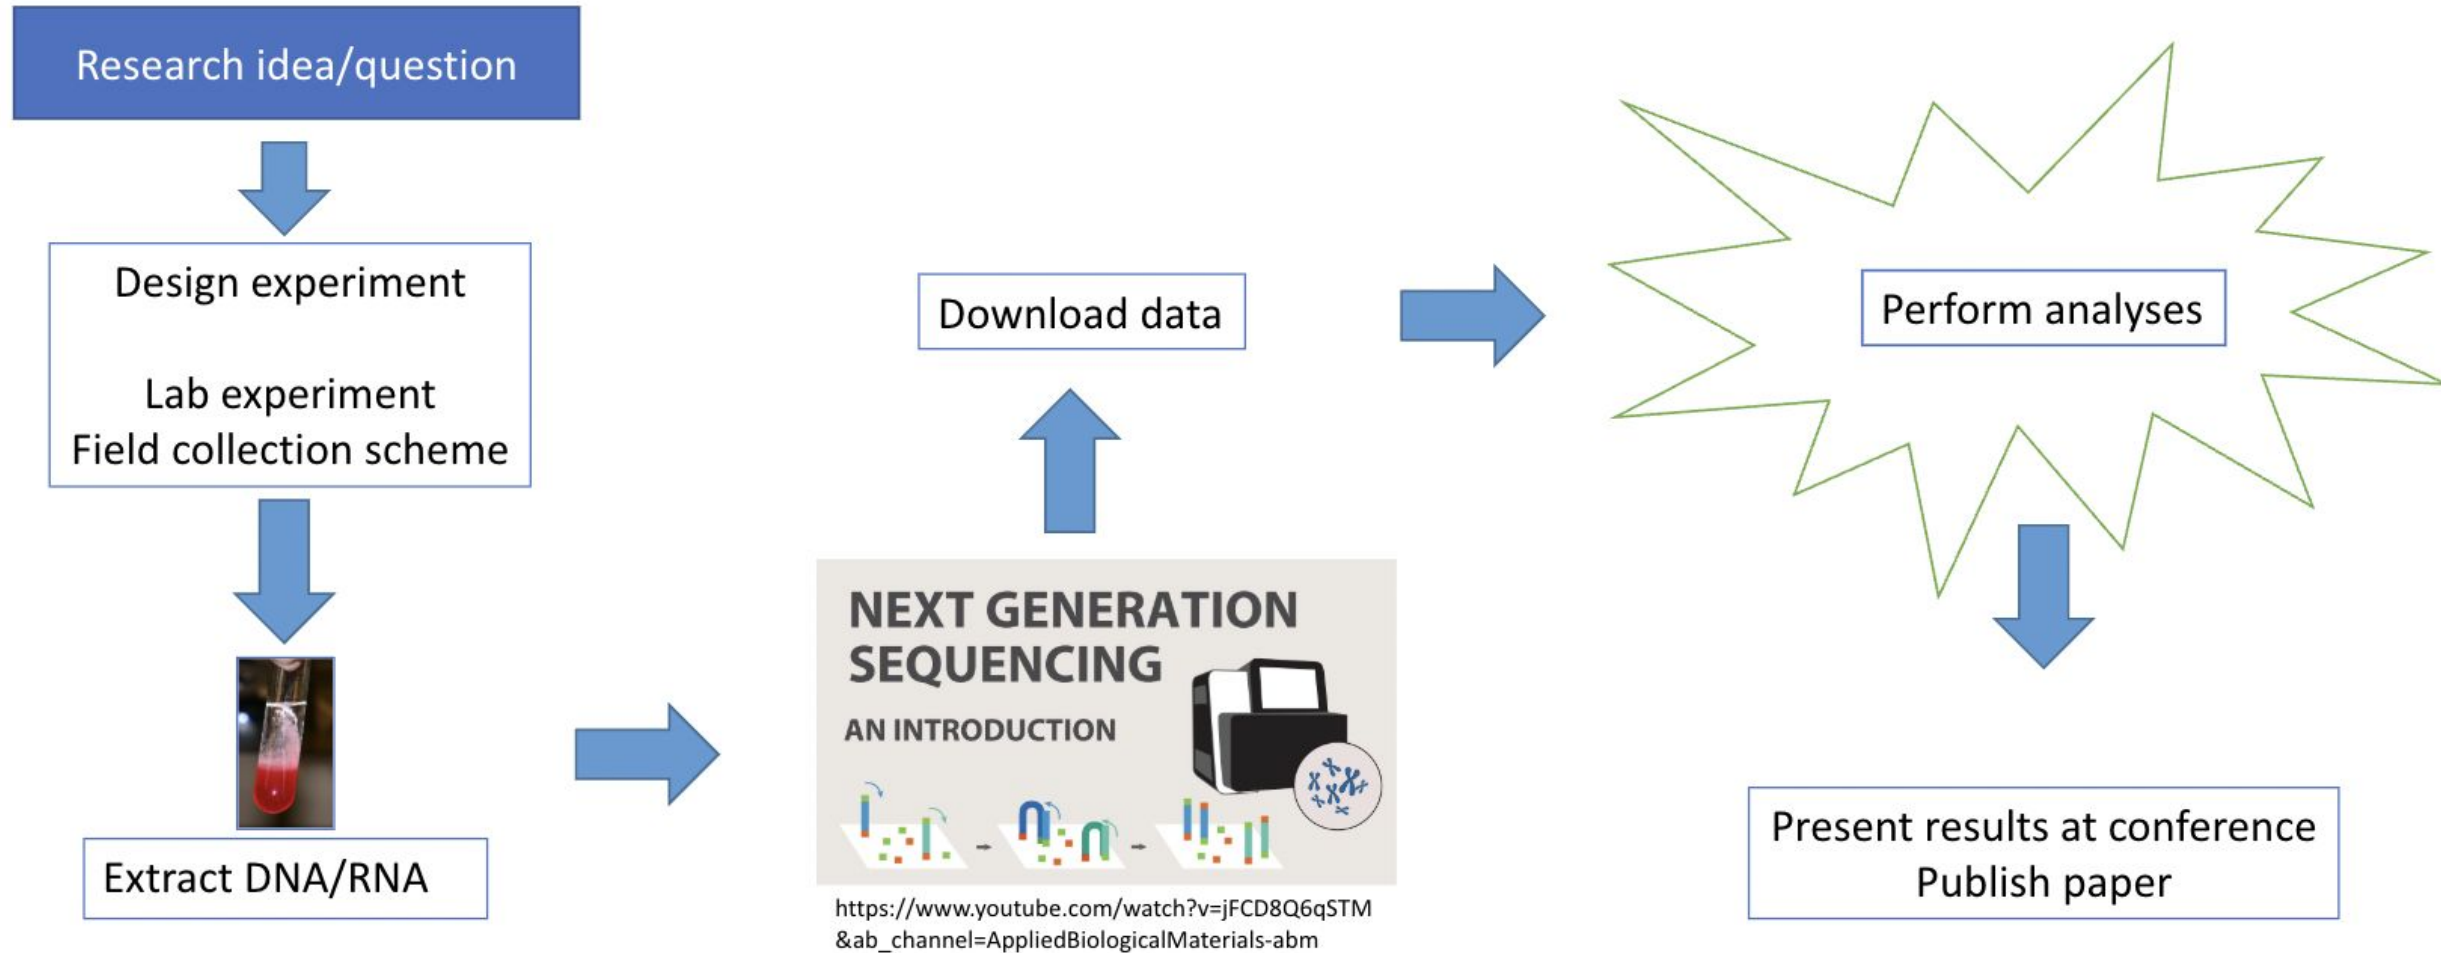 Research idea/question
Design experiment
Lab experiment
Field collection scheme
Extract DNA/RNA
NEXT GENERATION
SEQUENCING
AN INTRODUCTION
https://www.youtube.com/watch?v=jFCD8Q6qSTM
&ab_channel=AppliedBiologicalMaterials-abm
Download data
Perform analyses
Present results at conference
Publish paper